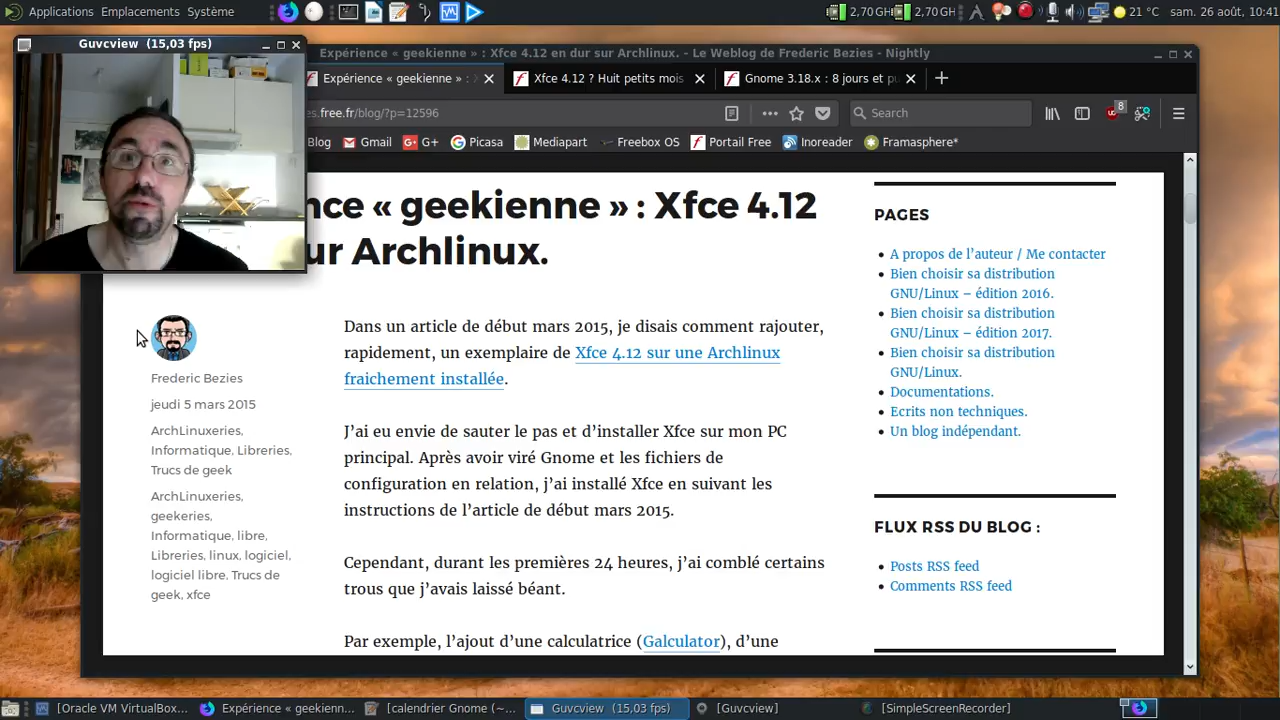 Applications Emplacements Système
2,70 GH 2,70 GH 21 °C sam. 26 août, 10:41
Guvcview (15,03 fps)
Expérience « geekienne » : Xfce 4.12 en dur sur Archlinux. - Le Weblog de Frederic Bezies - Nightly
Expérience « geekienne » : Xfce 4.12 ? Huit petits mois Gnome 3.18.x : 8 jours et pu
es.free.fr/blog/?p=12596 Search 8
Blog Gmail G+ Picasa Mediapart Freebox OS Portail Free Inoreader Framasphere*
nce « geekienne » : Xfce 4.12
ur Archlinux.
Frederic Bezies
jeudi 5 mars 2015
ArchLinuxeries,
Informatique, Libreries,
Trucs de geek
ArchLinuxeries,
geekeries,
Informatique, libre,
Libreries, linux, logiciel,
logiciel libre, Trucs de
geek, xfce
Dans un article de début mars 2015, je disais comment rajouter,
rapidement, un exemplaire de Xfce 4.12 sur une Archlinux
fraichement installée.
J’ai eu envie de sauter le pas et d’installer Xfce sur mon PC
principal. Après avoir viré Gnome et les fichiers de
configuration en relation, j’ai installé Xfce en suivant les
instructions de l’article de début mars 2015.
Cependant, durant les premières 24 heures, j’ai comblé certains
trous que j’avais laissé béant.
Par exemple, l’ajout d’une calculatrice (Galculator), d’une
PAGES
A propos de l’auteur / Me contacter
Bien choisir sa distribution
GNU/Linux – édition 2016.
Bien choisir sa distribution
GNU/Linux – édition 2017.
Bien choisir sa distribution
GNU/Linux.
Documentations.
Ecrits non techniques.
Un blog indépendant.
FLUX RSS DU BLOG :
Posts RSS feed
Comments RSS feed
[Oracle VM VirtualBox... Expérience « geekienn... [calendrier Gnome (~... Guvcview (15,03 fps) [Guvcview] [SimpleScreenRecorder]